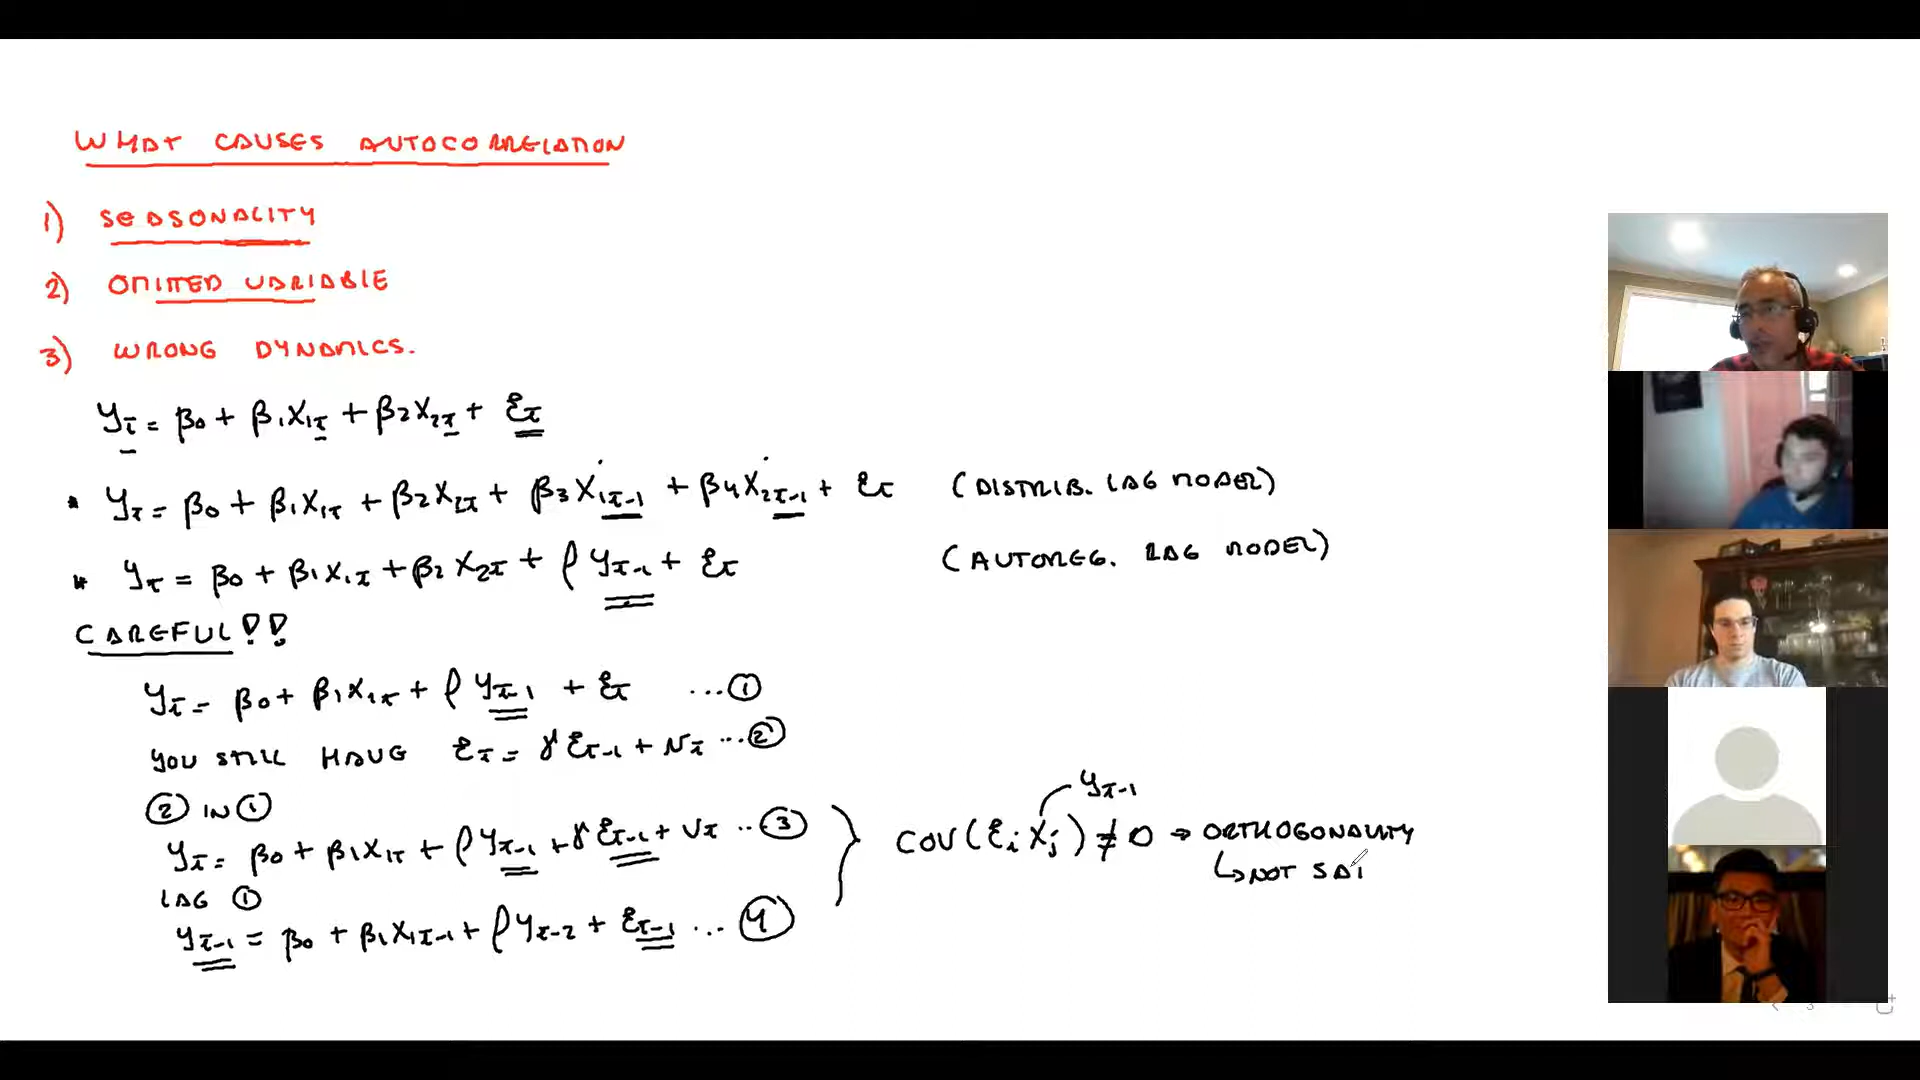 WHAT CAUSES AUTOCORRELATION
1) SEASONALITY
2) OMITTED VARIABLE
3) WRONG DYNAMICS.
Yt = β0 + β1X1t + β2X2t + εt
* Yt = β0 + β1X1t + β2X2t + β3X1t-1 + β4X2t-1 + εt (DISTRIB. LAG MODEL)
* Yt = β0 + β1X1t + β2X2t + ρYt-1 + εt (AUTOREG. LAG MODEL)
CAREFUL!!
Yt = β0 + β1X1t + ρYt-1 + εt ...①
YOU STILL HAVE εt = γεt-1 + Vt ...②
② IN ①
Yt = β0 + β1X1t + ρYt-1 + γεt-1 + Vt ..③
LAG ①
Yt-1 = β0 + β1X1t-1 + ρYt-2 + εt-1 ...④
Yt-1
COV(εi Xj) ≠ 0 → ORTHOGONALITY
↳ NOT SAT
< 3